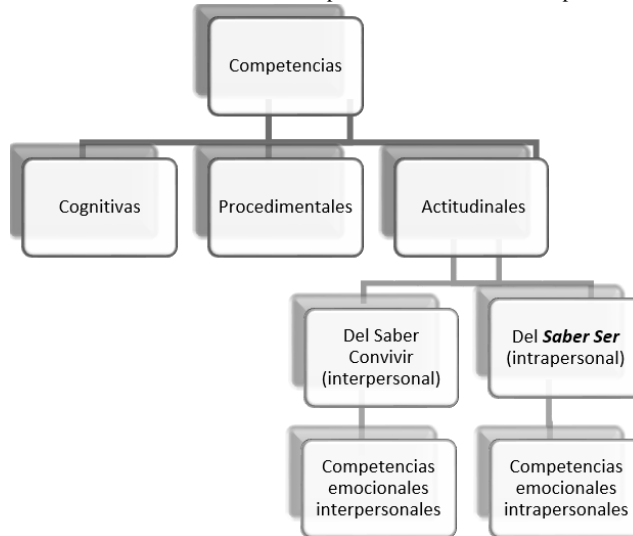 Competencias
Cognitivas
Procedimentales
Actitudinales
Del Saber
Convivir
(interpersonal)
Del Saber Ser
(intrapersonal)
Competencias
emocionales
interpersonales
Competencias
emocionales
intrapersonales